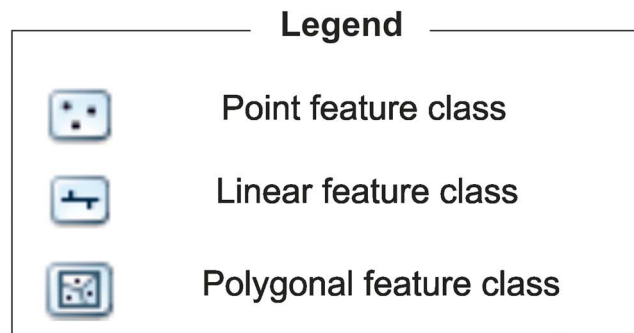 Legend
Point feature class
Linear feature class
Polygonal feature class